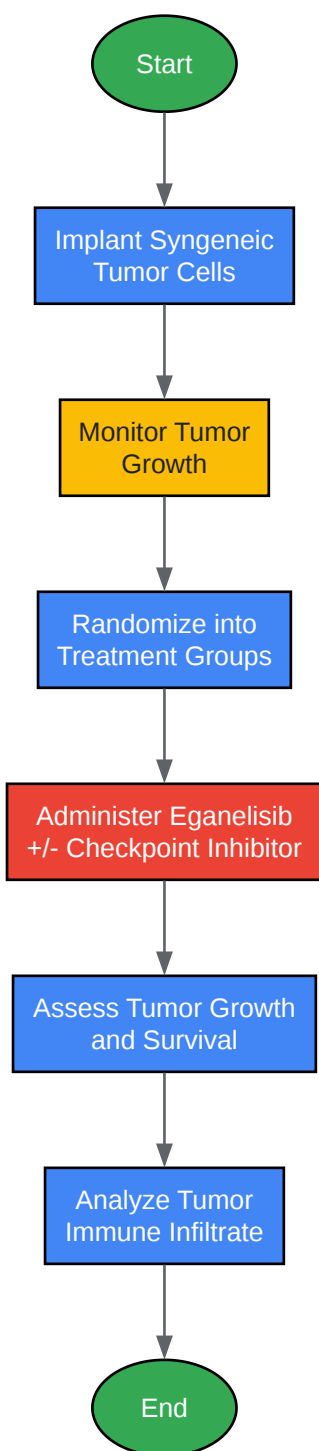 Start
Implant Syngeneic
Tumor Cells
Monitor Tumor
Growth
Randomize into
Treatment Groups
Administer Eganelisib
+/- Checkpoint Inhibitor
Assess Tumor Growth
and Survival
Analyze Tumor
Immune Infiltrate
End